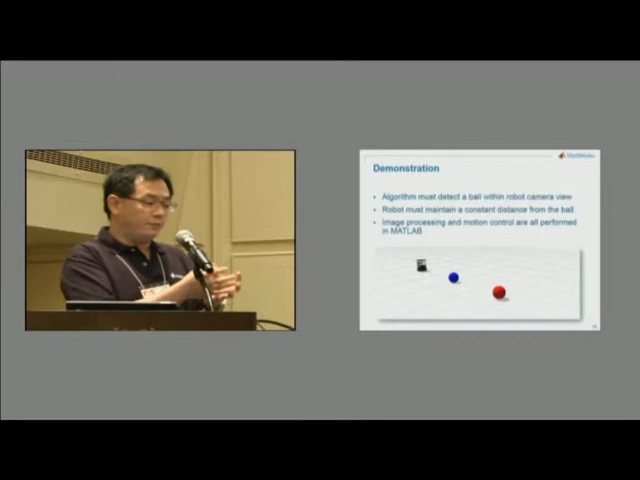 MathWorks
Demonstration
• Algorithm must detect a ball within robot camera view
• Robot must maintain a constant distance from the ball
• Image processing and motion control are all performed
in MATLAB